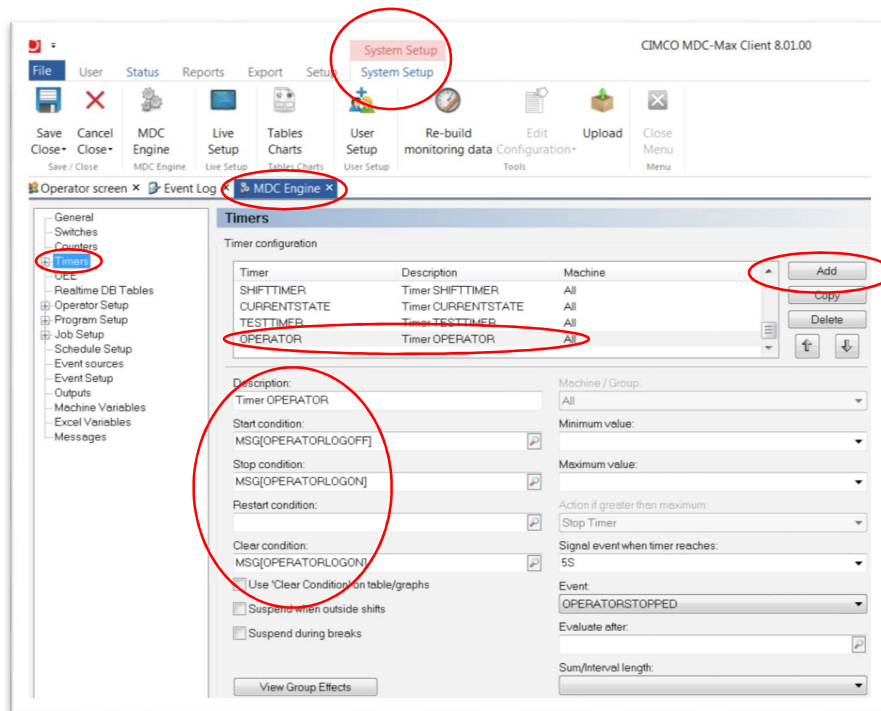 System Setup
CIMCO MDC-Max Client 8.01.00
File User Status Reports Export Setup System Setup
Save Cancel MDC Live Tables User Re-build Edit Upload Close
Close Close Engine Setup Charts Setup monitoring data Configuration Menu
Save / Close MDC Engine Live Setup Tables Charts User Setup Tools Menu
Operator screen × Event Log × MDC Engine ×
General
Switches
Counters
Timers
OEE
Realtime DB Tables
Operator Setup
Program Setup
Job Setup
Schedule Setup
Event sources
Event Setup
Outputs
Machine Variables
Excel Variables
Messages
Timers
Timer configuration
Timer Description Machine
SHIFTTIMER Timer SHIFTTIMER All
CURRENTSTATE Timer CURRENTSTATE All
TESTTIMER Timer TESTTIMER All
OPERATOR Timer OPERATOR All
Add
Copy
Delete
Description: Machine / Group:
Timer OPERATOR All
Start condition: Minimum value:
MSG[OPERATORLOGOFF]
Stop condition: Maximum value:
MSG[OPERATORLOGON]
Restart condition: Action if greater than maximum:
Stop Timer
Clear condition: Signal event when timer reaches:
MSG[OPERATORLOGON] 5S
Use 'Clear Condition' on table/graphs Event:
Suspend when outside shifts OPERATORSTOPPED
Suspend during breaks Evaluate after:
Sum/Interval length:
View Group Effects